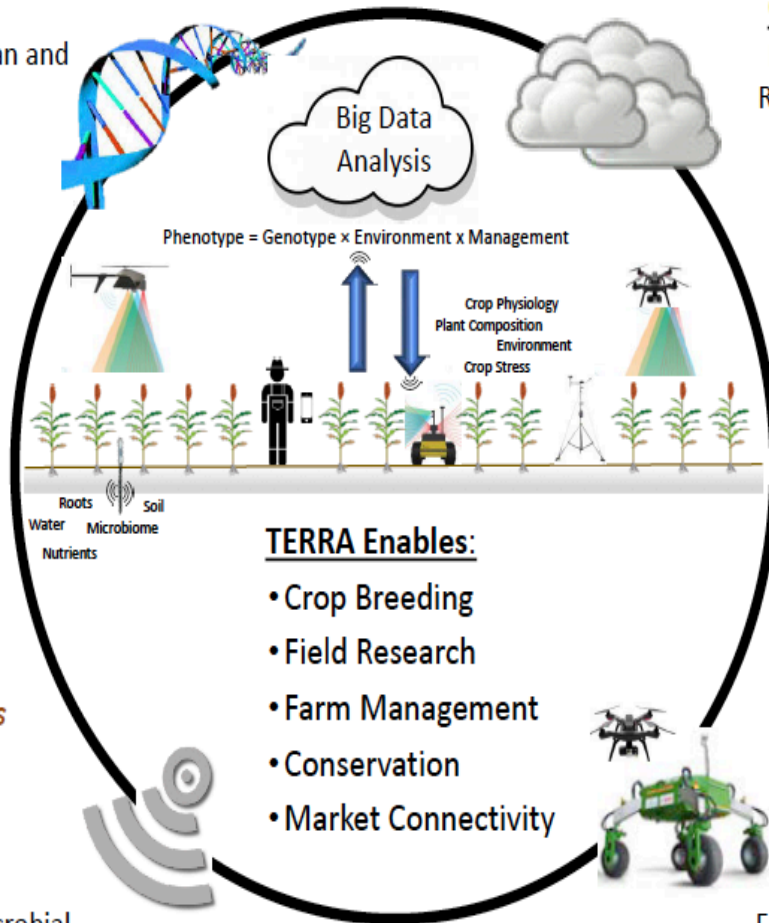 an and
R
Big Data
Analysis
Phenotype = Genotype × Environment x Management
Crop Physiology
Plant Composition
Environment
Crop Stress
Roots
Soil
Water
Microbiome
Nutrients
TERRA Enables:
• Crop Breeding
• Field Research
• Farm Management
• Conservation
• Market Connectivity
s